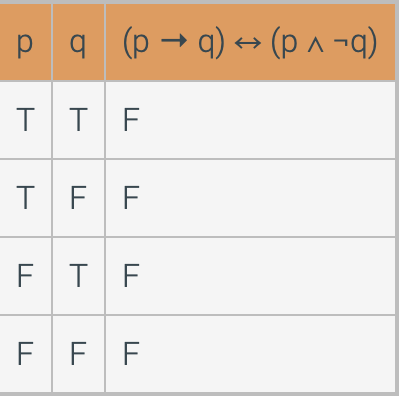 p q (p → q) ↔ (p ∧ ¬q)
T T F
T F F
F T F
F F F